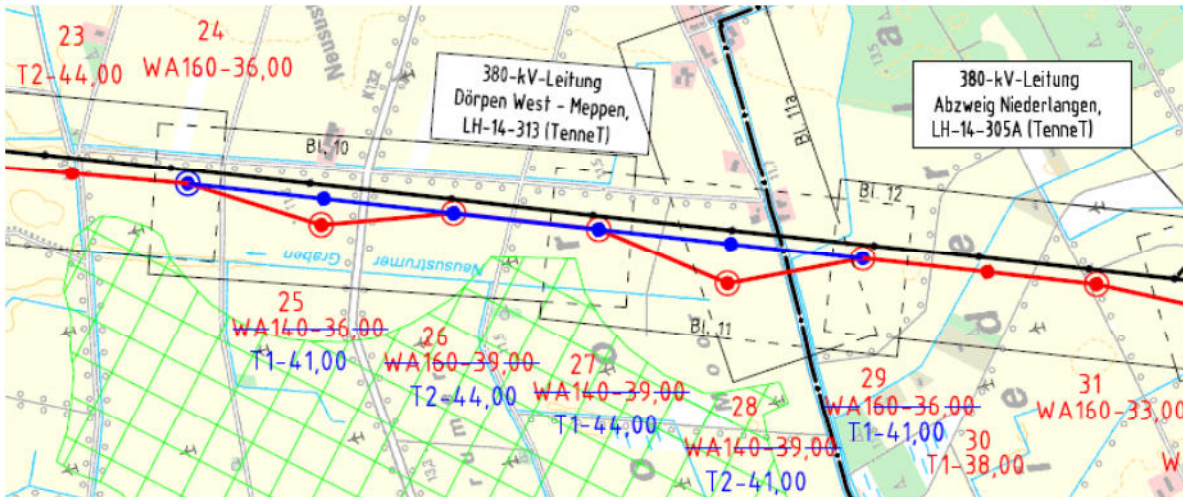 23
T2-44,00
24
WA160-36,00
Neusustrum
K132
380-kV-Leitung
Dörpen West - Meppen,
LH-14-313 (TenneT)
380-kV-Leitung
Abzweig Niederlangen,
LH-14-305A (TenneT)
Bl. 10
Bl. 11a
Bl. 12
Neusustrumer
Graben
Bl. 11
25
WA140-36,00
T1-41,00
26
WA160-39,00
T2-44,00
27
WA140-39,00
T1-44,00
28
WA140-39,00
T2-41,00
29
WA160-36,00
T1-41,00
30
T1-38,00
31
WA160-33,00
W